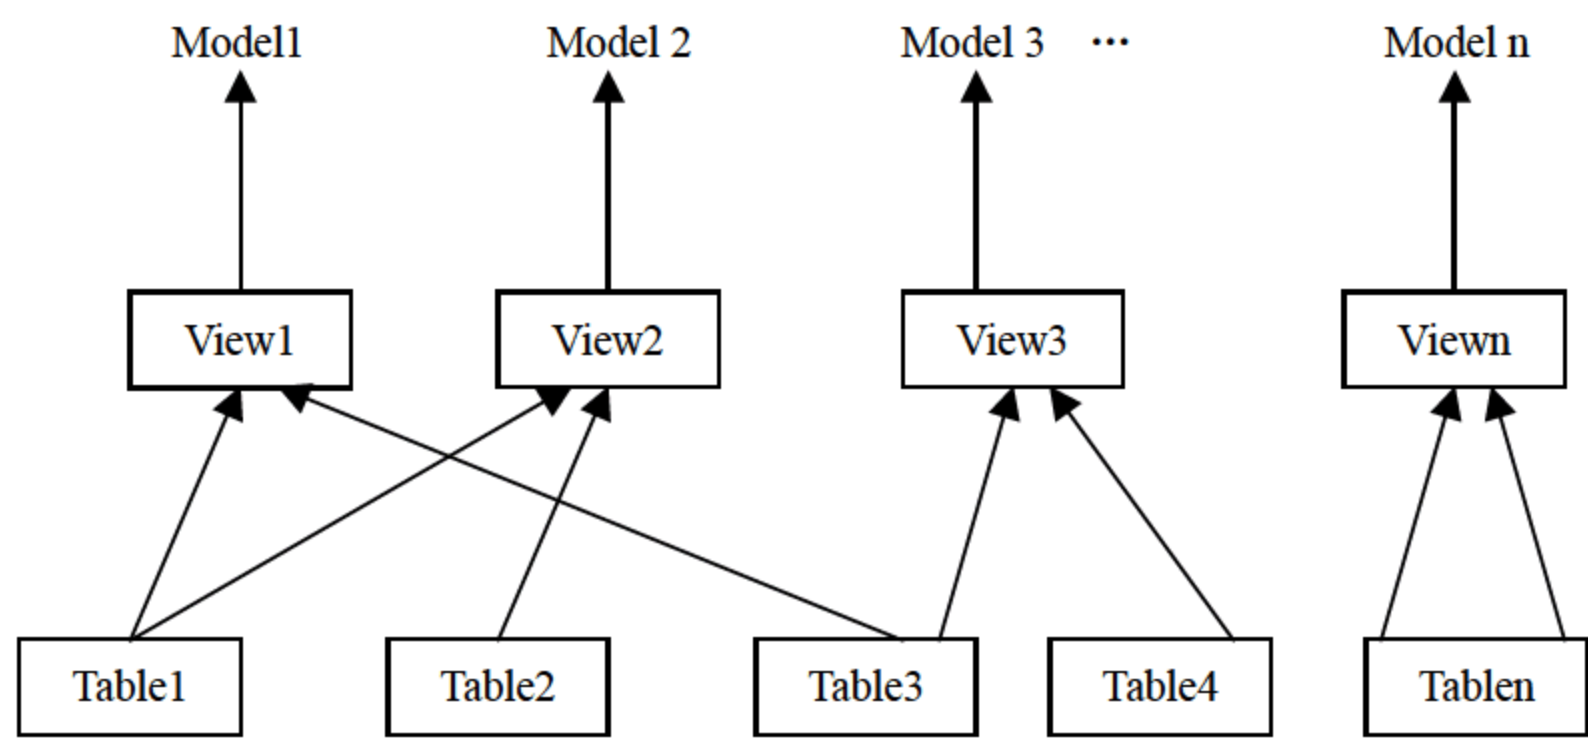 Model1 Model 2 Model 3 ... Model n
View1 View2 View3 Viewn
Table1 Table2 Table3 Table4 Tablen